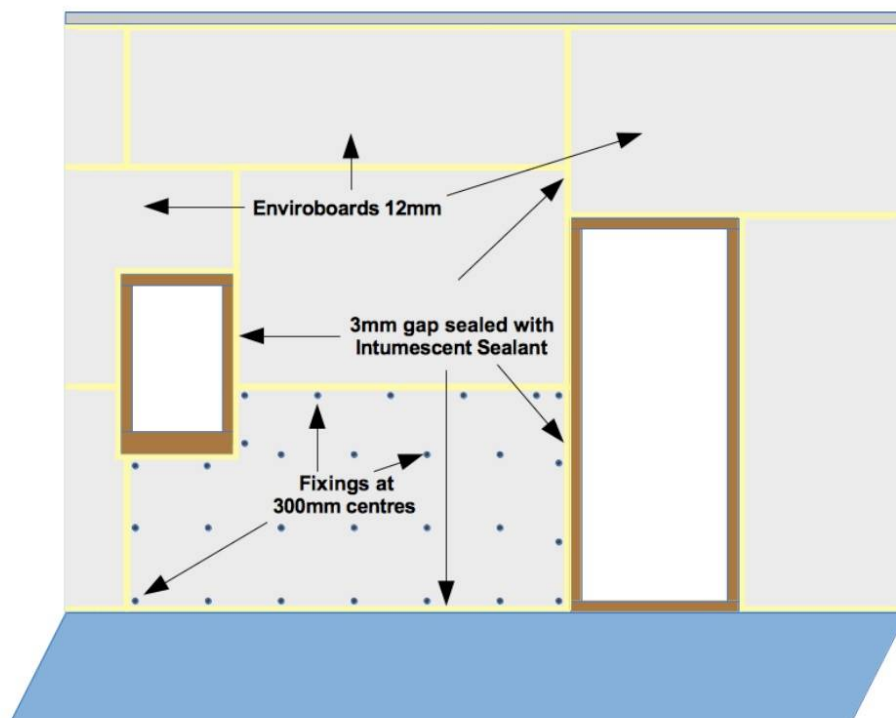 Enviroboards 12mm
3mm gap sealed with
Intumescent Sealant
Fixings at
300mm centres